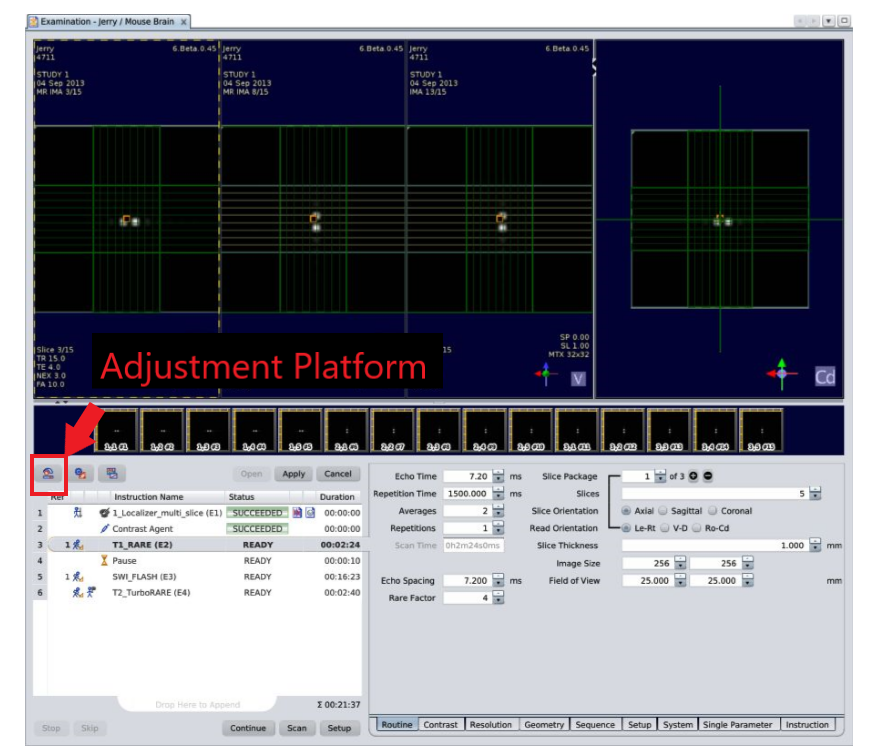 Examination - Jerry / Mouse Brain x
Jerry 6.Beta.0.45
4711
STUDY 1
04 Sep 2013
MR IMA 3/15
Jerry 6.Beta.0.45
4711
STUDY 1
04 Sep 2013
MR IMA 8/15
Jerry 6.Beta.0.45
4711
STUDY 1
04 Sep 2013
IMA 13/15
Slice 3/15
TR 15.0
TE 4.0
NEX 3.0
FA 10.0
15
SP 0.00
SL 1.00
MTX 32x32
V
Cd
Adjustment Platform
Open Apply Cancel
Ref Instruction Name Status Duration
1 1_Localizer_multi_slice (E1) SUCCEEDED 00:00:00
2 Contrast Agent SUCCEEDED 00:00:00
3 1 T1_RARE (E2) READY 00:02:24
4 Pause READY 00:00:10
5 1 SWI_FLASH (E3) READY 00:16:23
6 T2_TurboRARE (E4) READY 00:02:40
Drop Here to Append Σ 00:21:37
Stop Skip Continue Scan Setup
Echo Time 7.20 ms
Repetition Time 1500.000 ms
Averages 2
Repetitions 1
Scan Time 0h2m24s0ms
Echo Spacing 7.200 ms
Rare Factor 4
Slice Package 1 of 3
Slices 5
Slice Orientation Axial Sagittal Coronal
Read Orientation Le-Rt V-D Ro-Cd
Slice Thickness 1.000 mm
Image Size 256 256
Field of View 25.000 25.000 mm
Routine Contrast Resolution Geometry Sequence Setup System Single Parameter Instruction